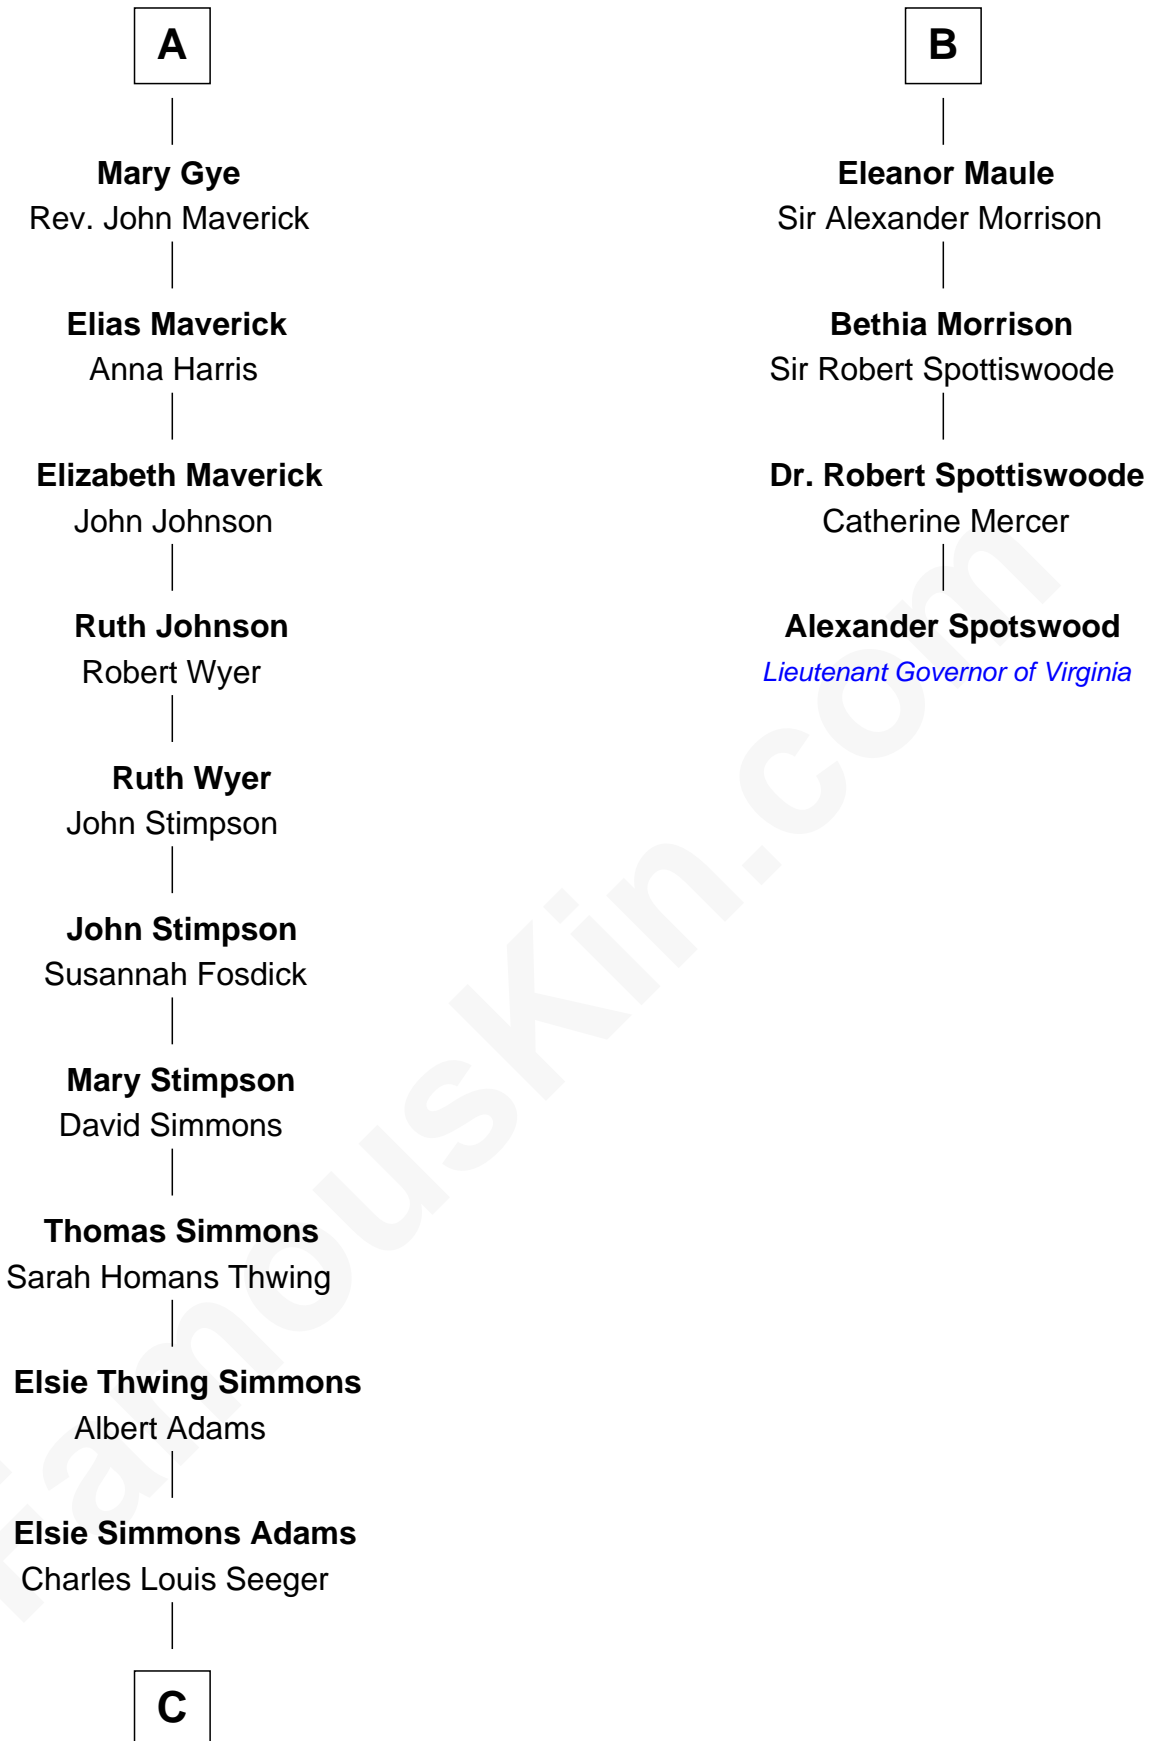 A
Mary Gye
Rev. John Maverick
Elias Maverick
Anna Harris
Elizabeth Maverick
John Johnson
Ruth Johnson
Robert Wyer
Ruth Wyer
John Stimpson
John Stimpson
Susannah Fosdick
Mary Stimpson
David Simmons
Thomas Simmons
Sarah Homans Thwing
Elsie Thwing Simmons
Albert Adams
Elsie Simmons Adams
Charles Louis Seeger
C
B
Eleanor Maule
Sir Alexander Morrison
Bethia Morrison
Sir Robert Spottiswoode
Dr. Robert Spottiswoode
Catherine Mercer
Alexander Spotswood
Lieutenant Governor of Virginia
FamousKin.com